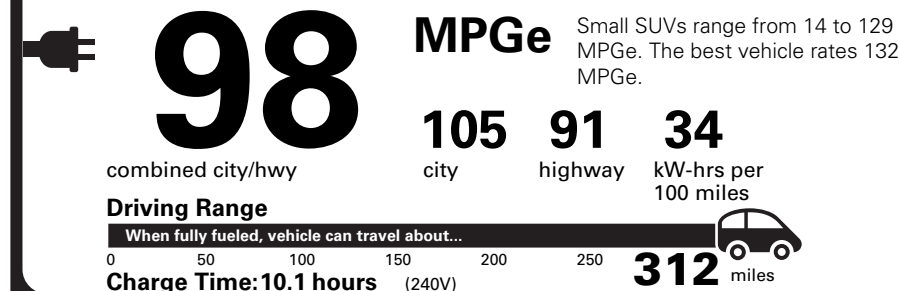 98
combined city/hwy
MPGe
Small SUVs range from 14 to 129
MPGe. The best vehicle rates 132
MPGe.
105 91 34
city highway kW-hrs per
100 miles
Driving Range
When fully fueled, vehicle can travel about...
0 50 100 150 200 250 312 miles
Charge Time:10.1 hours (240V)